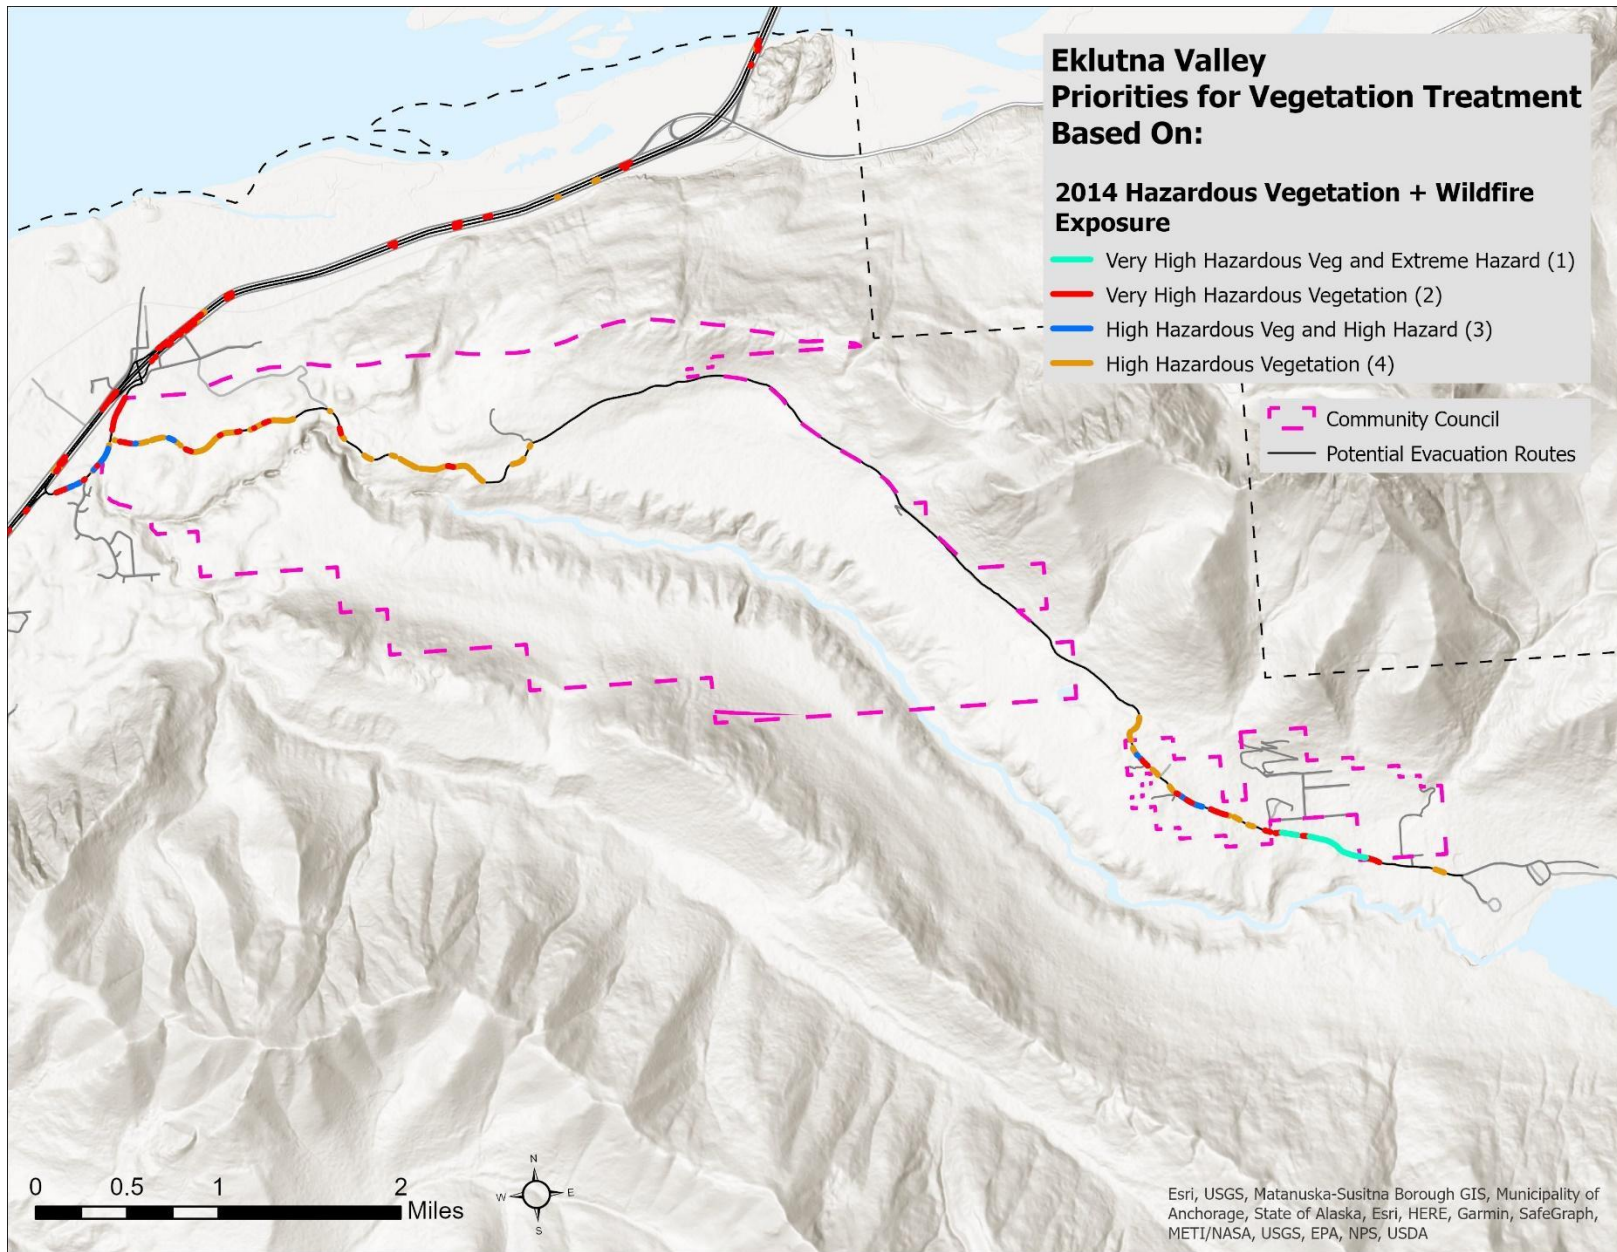 Eklutna Valley
Priorities for Vegetation Treatment
Based On:
2014 Hazardous Vegetation + Wildfire
Exposure
Very High Hazardous Veg and Extreme Hazard (1)
Very High Hazardous Vegetation (2)
High Hazardous Veg and High Hazard (3)
High Hazardous Vegetation (4)
Community Council
Potential Evacuation Routes
0 0.5 1 2
Miles
N
W E
S
Esri, USGS, Matanuska-Susitna Borough GIS, Municipality of
Anchorage, State of Alaska, Esri, HERE, Garmin, SafeGraph,
METI/NASA, USGS, EPA, NPS, USDA